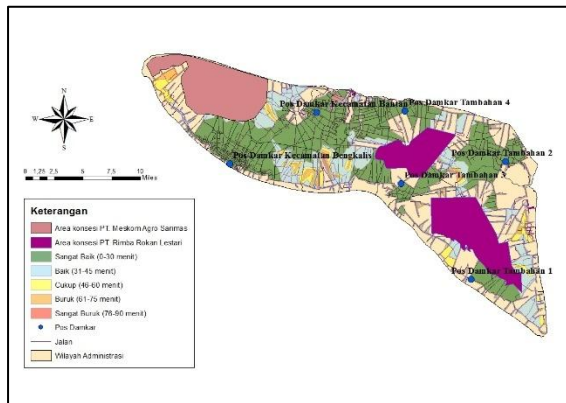 N
W E
S
Pos Damkar Kecamatan Bantan
Pos Damkar Tambahan 4
Pos Damkar Kecamatan Bengkalis
Pos Damkar Tambahan 2
Pos Damkar Tambahan 3
Pos Damkar Tambahan 1
0 1,25 2,5 5 7,5 10
Miles
Keterangan
Area konsesi PT. Meskom Agro Sarimas
Area konsesi PT. Rimba Rokan Lestari
Sangat Baik (0-30 menit)
Baik (31-45 menit)
Cukup (46-60 menit)
Buruk (61-75 menit)
Sangat Buruk (76-90 menit)
Pos Damkar
Jalan
Wilayah Administrasi